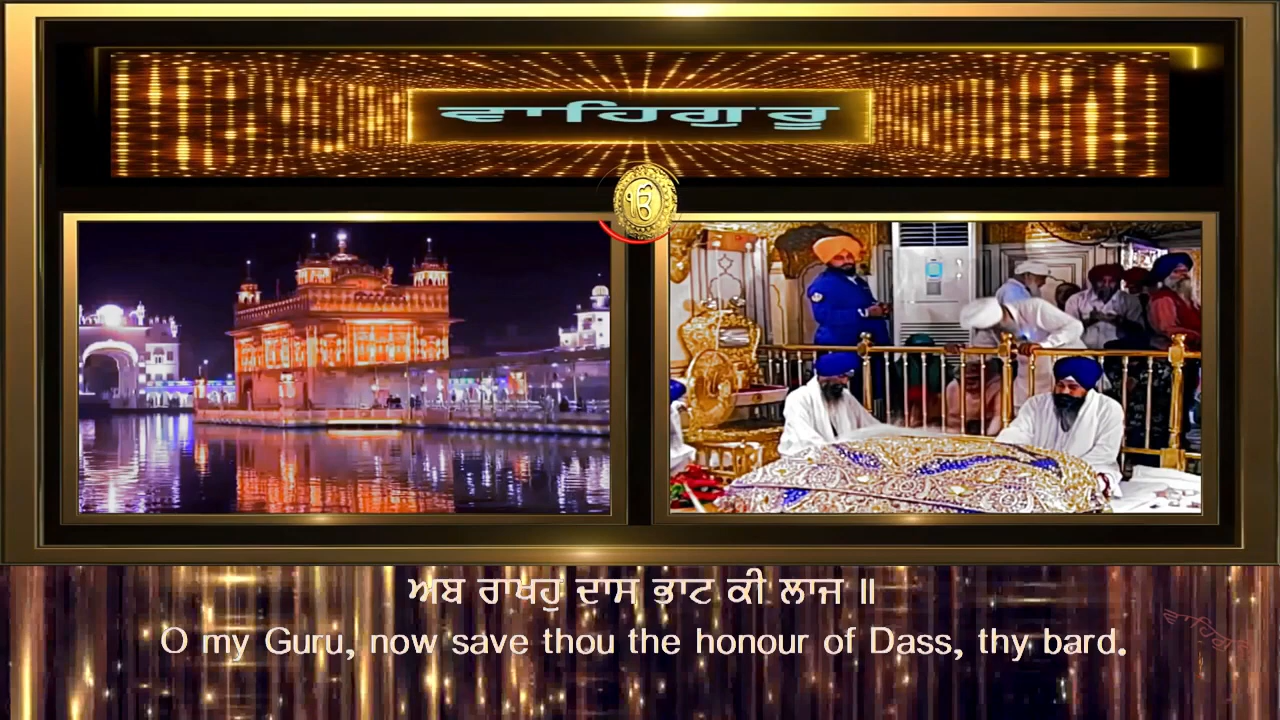 ਵਾਹਿਗੁਰੂ
ੴ
ਅਬ ਰਾਖਹੁ ਦਾਸ ਭਾਟ ਕੀ ਲਾਜ ॥
O my Guru, now save thou the honour of Dass, thy bard.
ਵਾਹਿਗੁਰੂ